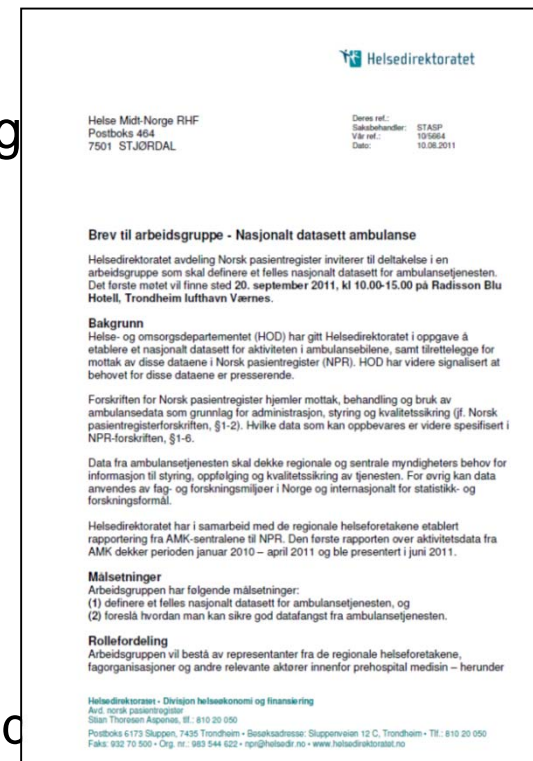 Helsedirektoratet
Helse Midt-Norge RHF
Postboks 464
7501 STJØRDAL
Deres ref.:
Saksbehandler: STASP
Vår ref.: 10/5664
Dato: 10.08.2011
Brev til arbeidsgruppe - Nasjonalt datasett ambulanse
Helsedirektoratet avdeling Norsk pasientregister inviterer til deltakelse i en
arbeidsgruppe som skal definere et felles nasjonalt datasett for ambulansetjenesten.
Det første møtet vil finne sted 20. september 2011, kl 10.00-15.00 på Radisson Blu
Hotell, Trondheim lufthavn Værnes.
Bakgrunn
Helse- og omsorgsdepartementet (HOD) har gitt Helsedirektoratet i oppgave å
etablere et nasjonalt datasett for aktiviteten i ambulansebilene, samt tilrettelegge for
mottak av disse dataene i Norsk pasientregister (NPR). HOD har videre signalisert at
behovet for disse dataene er presserende.
Forskriften for Norsk pasientregister hjemler mottak, behandling og bruk av
ambulansedata som grunnlag for administrasjon, styring og kvalitetssikring (jf. Norsk
pasientregisterforskriften, §1-2). Hvilke data som kan oppbevares er videre spesifisert i
NPR-forskriften, §1-6.
Data fra ambulansetjenesten skal dekke regionale og sentrale myndigheters behov for
informasjon til styring, oppfølging og kvalitetssikring av tjenesten. For øvrig kan data
anvendes av fag- og forskningsmiljøer i Norge og internasjonalt for statistikk- og
forskningsformål.
Helsedirektoratet har i samarbeid med de regionale helseforetakene etablert
rapportering fra AMK-sentralene til NPR. Den første rapporten over aktivitetsdata fra
AMK dekker perioden januar 2010 – april 2011 og ble presentert i juni 2011.
Målsetninger
Arbeidsgruppen har følgende målsetninger:
(1) definere et felles nasjonalt datasett for ambulansetjenesten, og
(2) foreslå hvordan man kan sikre god datafangst fra ambulansetjenesten.
Rollefordeling
Arbeidsgruppen vil bestå av representanter fra de regionale helseforetakene,
fagorganisasjoner og andre relevante aktører innenfor prehospital medisin – herunder
Helsedirektoratet • Divisjon helseøkonomi og finansiering
Avd. norsk pasientregister
Stian Thoresen Aspenes, tlf.: 810 20 050
Postboks 6173 Sluppen, 7435 Trondheim • Besøksadresse: Sluppenveien 12 C, Trondheim • Tlf.: 810 20 050
Faks: 932 70 500 • Org. nr.: 983 544 622 • npr@helsedir.no • www.helsedirektoratet.no